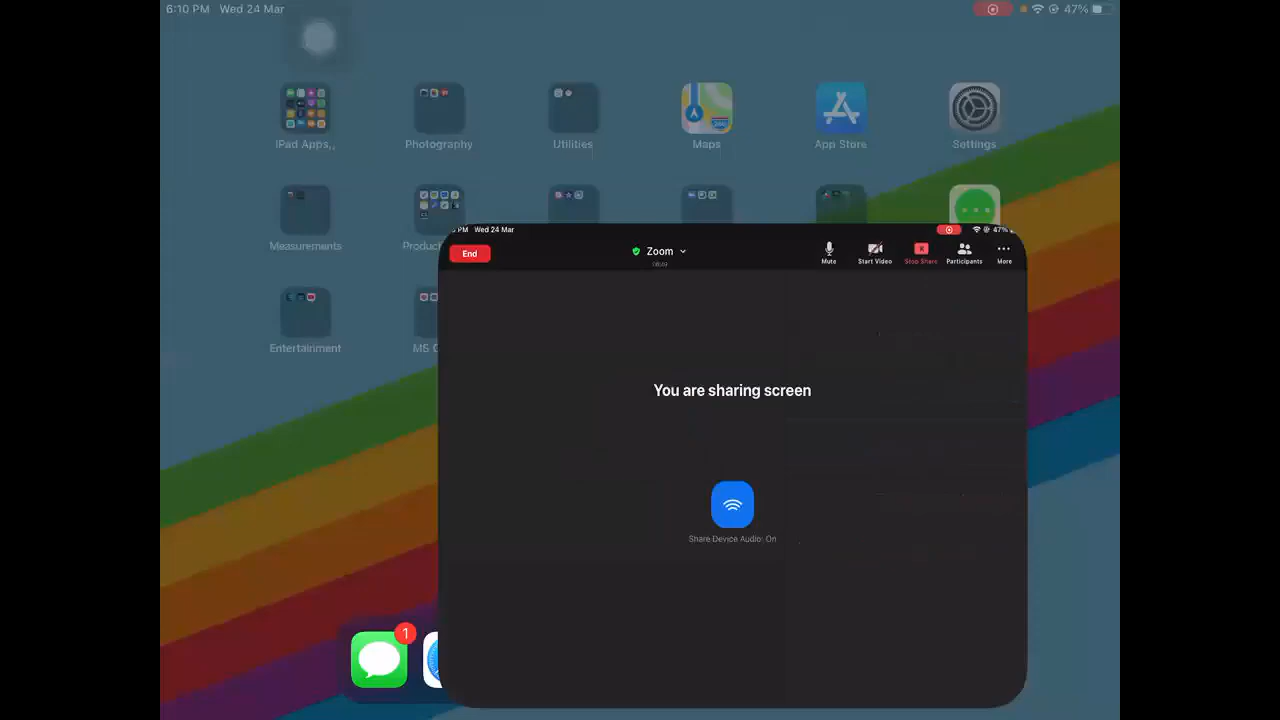 6:10 PM Wed 24 Mar
47%
iPad Apps,,
Photography
Utilities
Maps
App Store
Settings
Measurements
Entertainment
PM Wed 24 Mar
47%
End
Zoom
Mute
Start Video
Stop Share
Participants
More
You are sharing screen
Share Device Audio: On
1